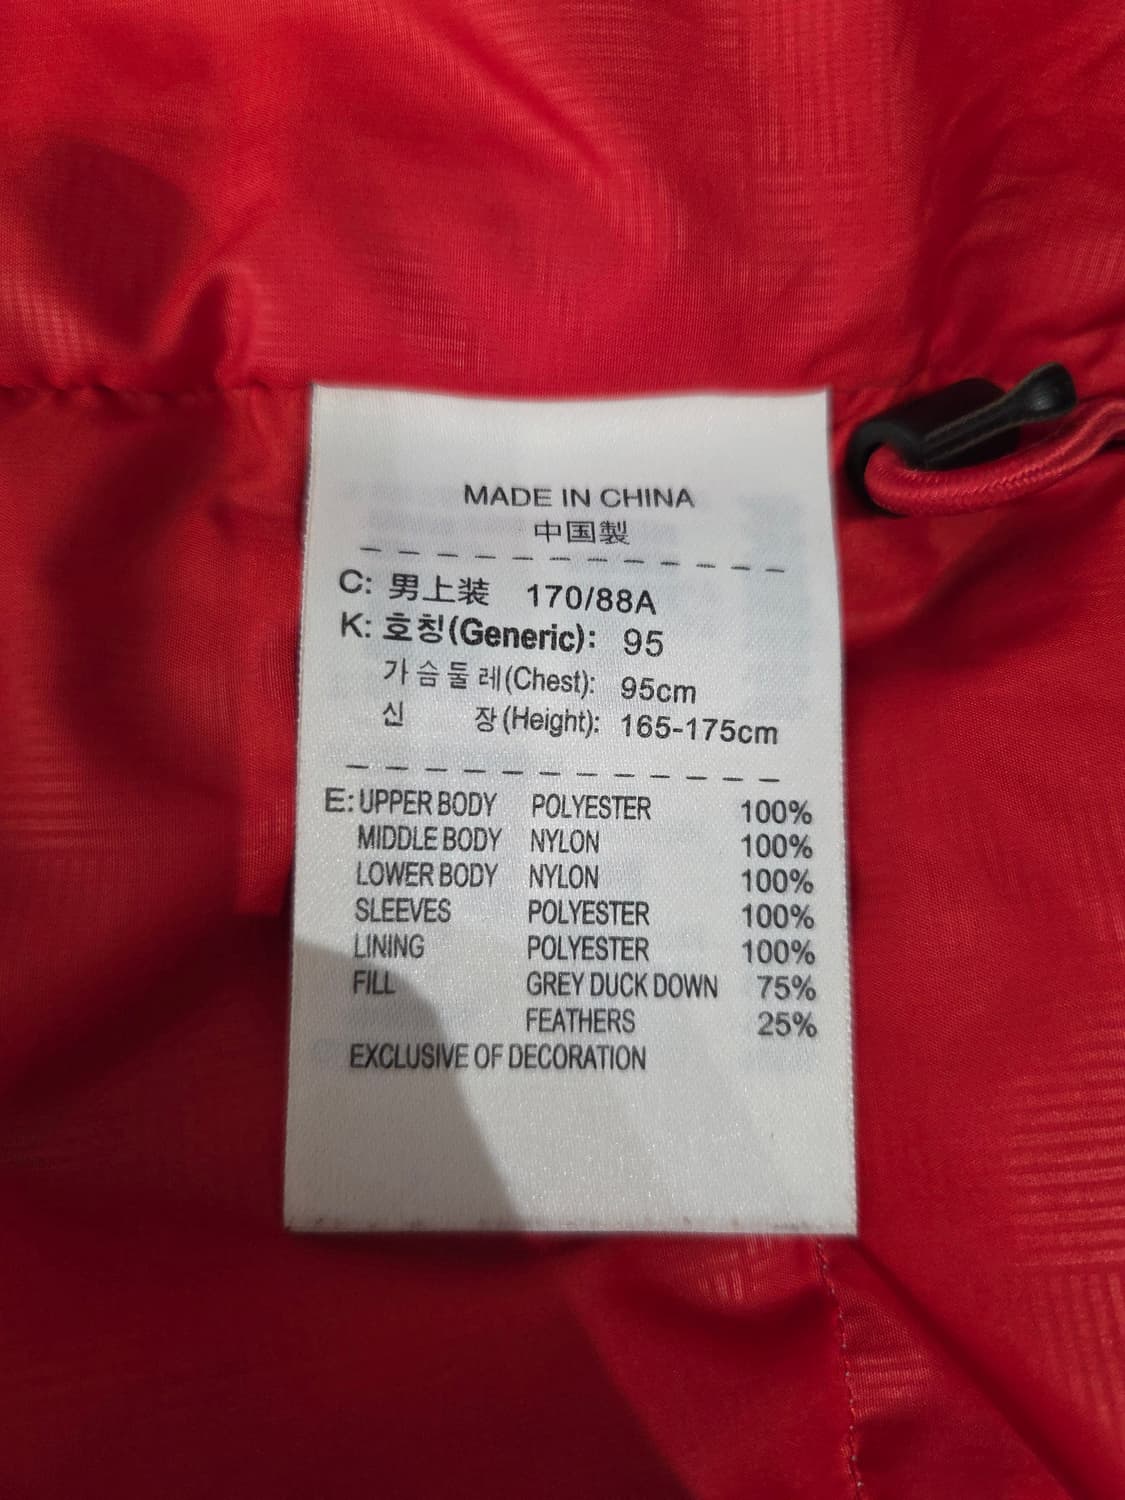 MADE IN CHINA
中国製
C: 男上装 170/88A
K: 호칭(Generic): 95
가슴둘레(Chest): 95cm
신 장(Height): 165-175cm
E: UPPER BODY POLYESTER 100%
MIDDLE BODY NYLON 100%
LOWER BODY NYLON 100%
SLEEVES POLYESTER 100%
LINING POLYESTER 100%
FILL GREY DUCK DOWN 75%
FEATHERS 25%
EXCLUSIVE OF DECORATION